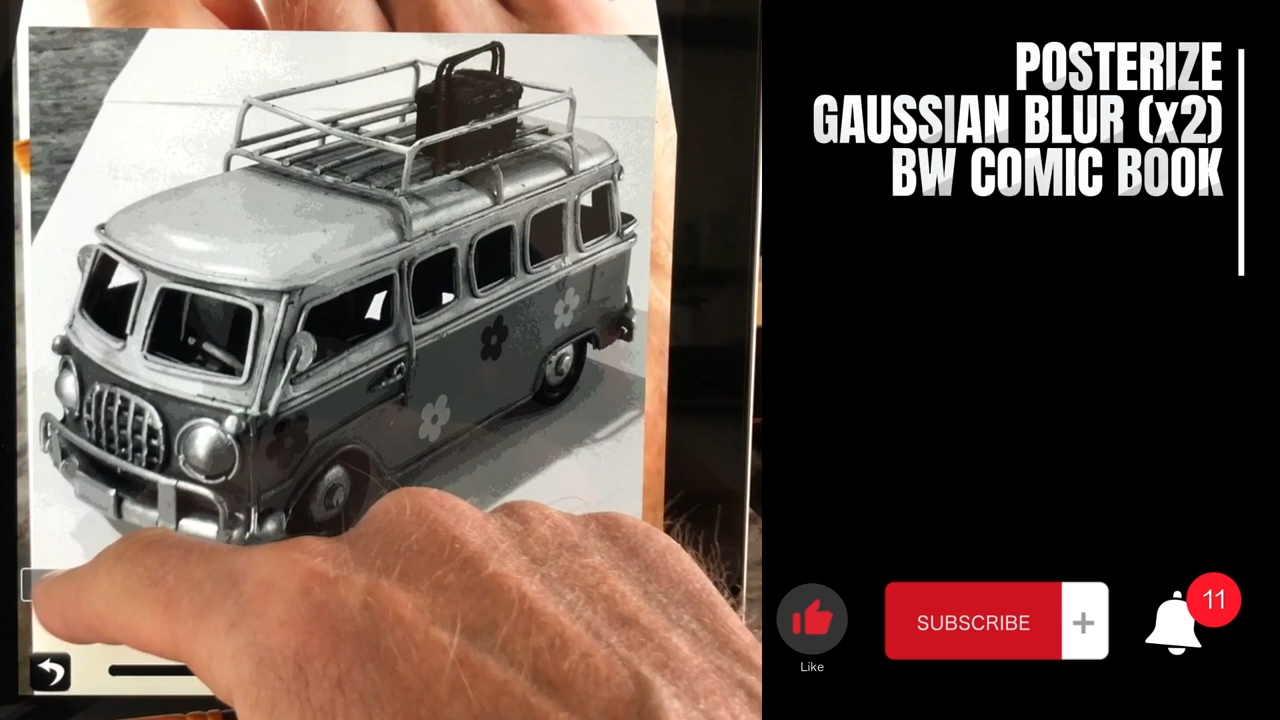 POSTERIZE
GAUSSIAN BLUR (x2)
BW COMIC BOOK
11
SUBSCRIBE +
Like